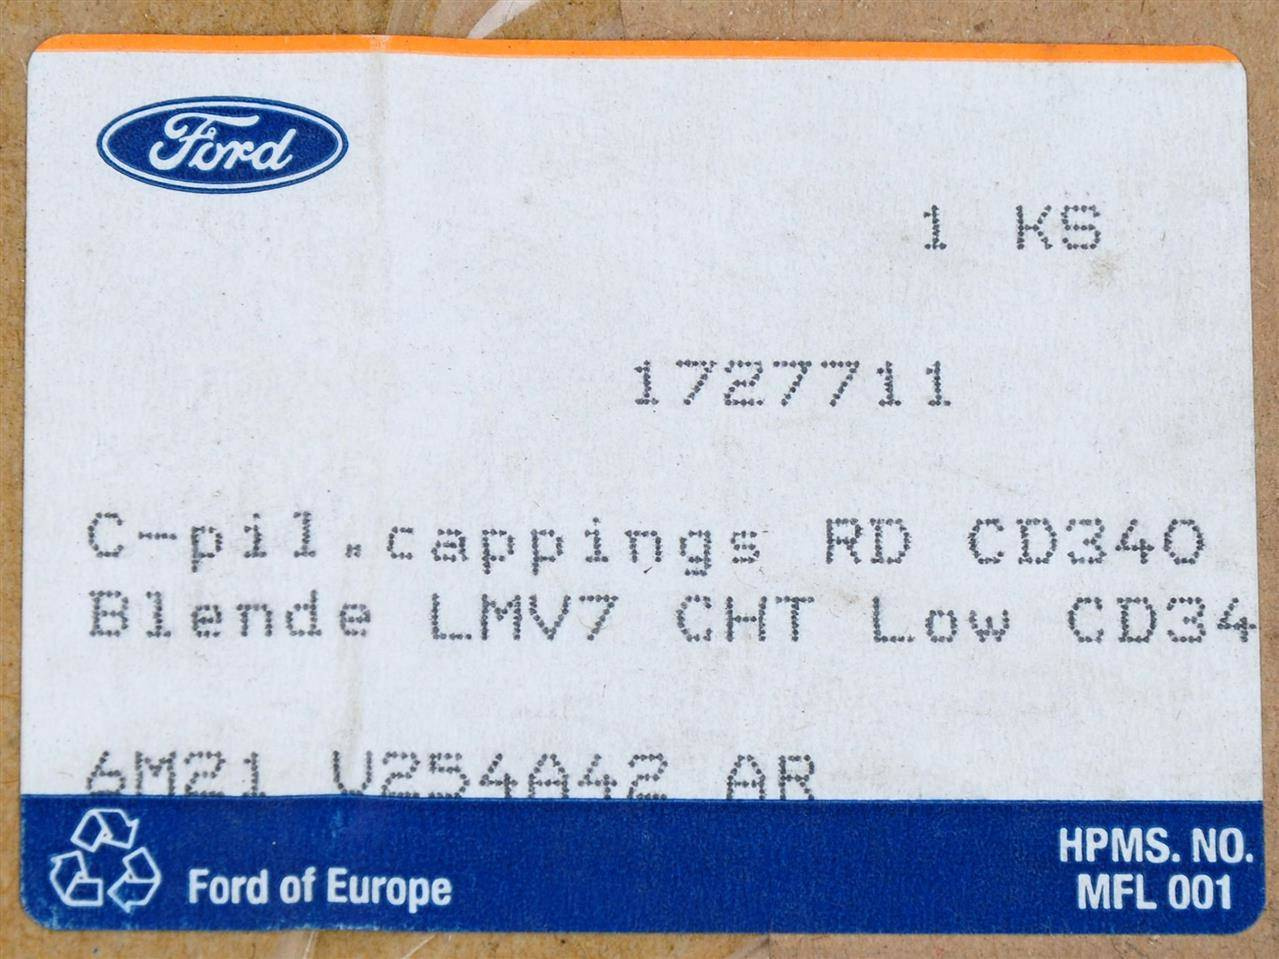 Ford
1 KS
1727711
C-pil.cappings RD CD340
Blende LMV7 CHT Low CD34
6M21 U254A42 AR
Ford of Europe
HPMS. NO.
MFL 001